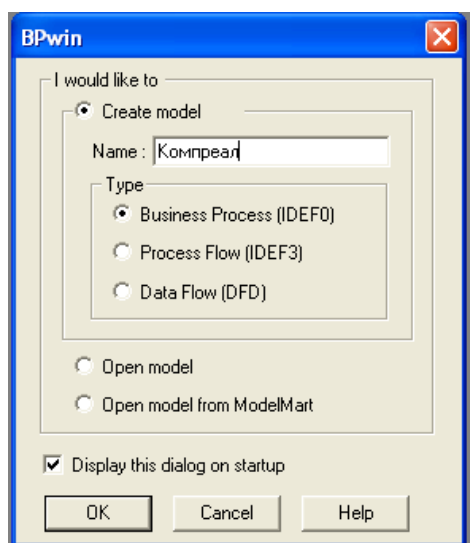 BPwin
I would like to
Create model
Name : Компреал
Type
Business Process (IDEF0)
Process Flow (IDEF3)
Data Flow (DFD)
Open model
Open model from ModelMart
Display this dialog on startup
OK Cancel Help